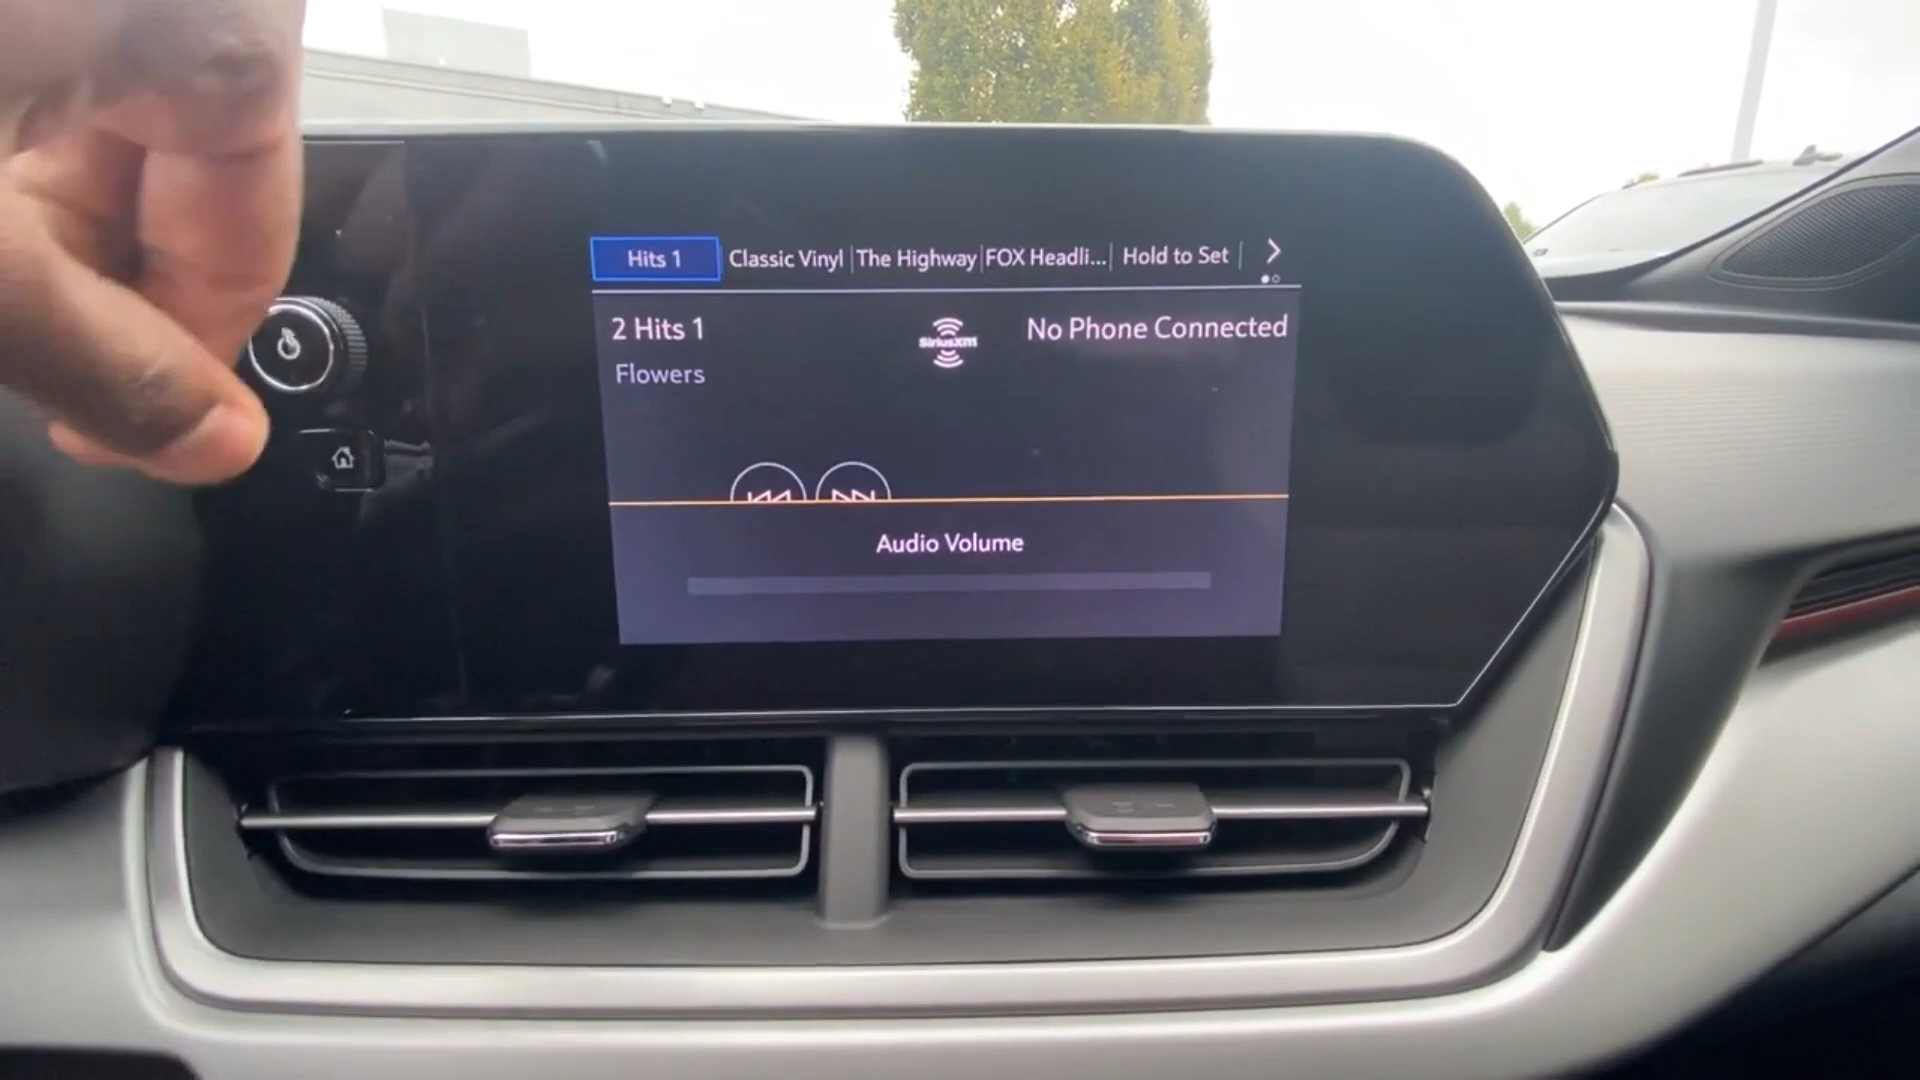 Hits 1 Classic Vinyl The Highway FOX Headli... Hold to Set
2 Hits 1 SiriusXM No Phone Connected
Flowers
Audio Volume